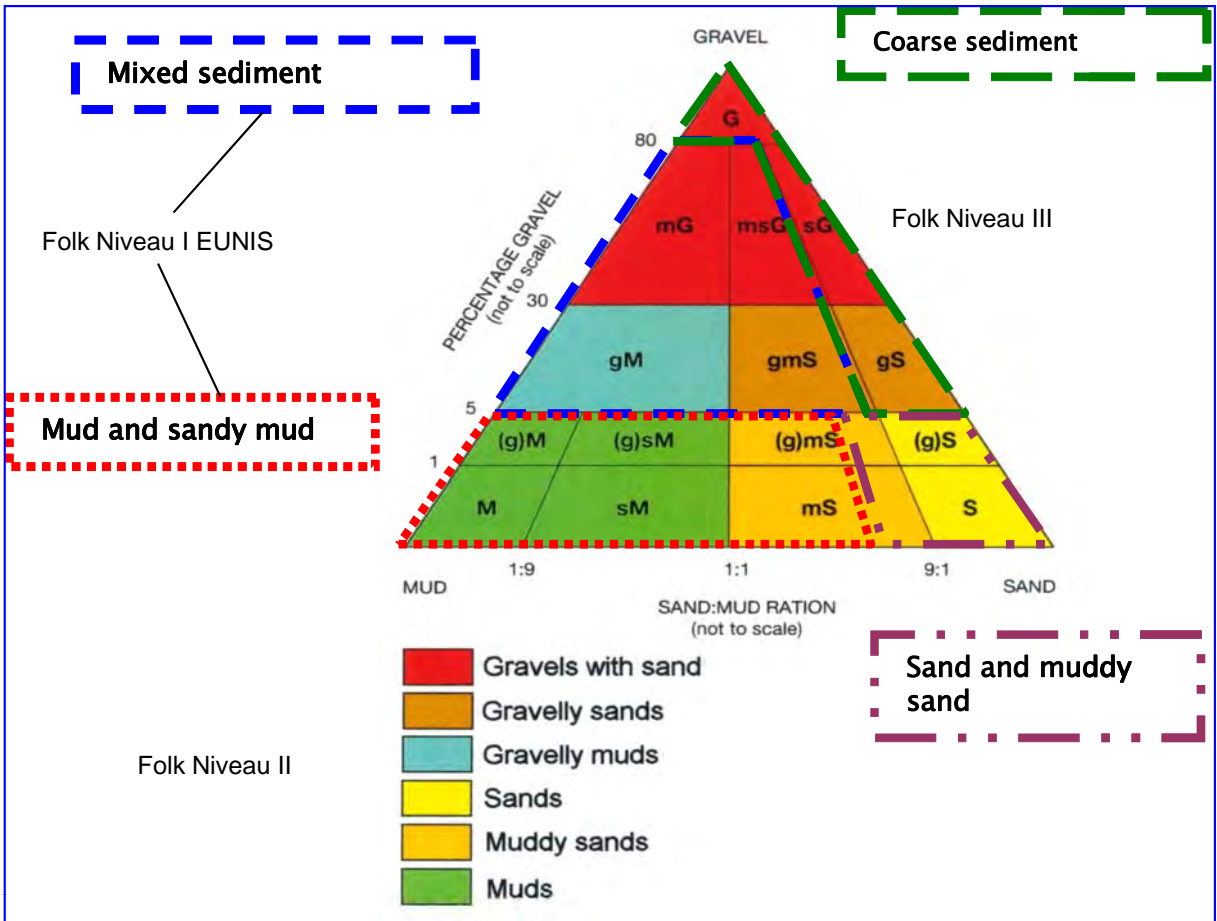 GRAVEL
Coarse sediment
Mixed sediment
G
80
Folk Niveau I EUNIS
PERCENTAGE GRAVEL
(not to scale)
mG
msG
sG
Folk Niveau III
30
gM
gmS
gS
5
Mud and sandy mud
(g)M
(g)sM
(g)mS
(g)S
1
M
sM
mS
S
MUD
1:9
1:1
9:1
SAND
SAND:MUD RATION
(not to scale)
Gravels with sand
Gravelly sands
Gravelly muds
Sands
Muddy sands
Muds
Sand and muddy
sand
Folk Niveau II